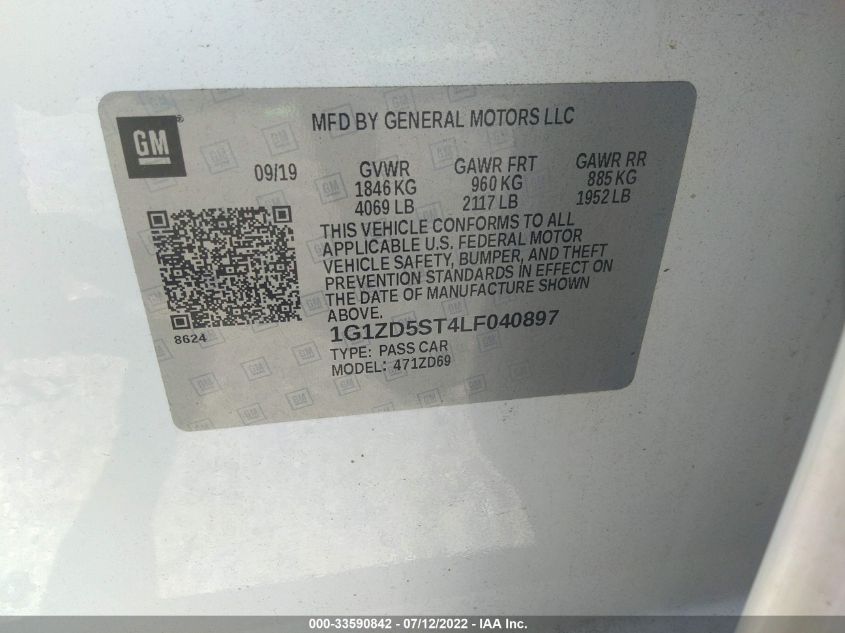 GM
MFD BY GENERAL MOTORS LLC
09/19
GVWR GAWR FRT GAWR RR
1846 KG 960 KG 885 KG
4069 LB 2117 LB 1952 LB
THIS VEHICLE CONFORMS TO ALL
APPLICABLE U.S. FEDERAL MOTOR
VEHICLE SAFETY, BUMPER, AND THEFT
PREVENTION STANDARDS IN EFFECT ON
THE DATE OF MANUFACTURE SHOWN
ABOVE.
8624
1G1ZD5ST4LF040897
TYPE: PASS CAR
MODEL: 471ZD69
000-33590842 - 07/12/2022 - IAA Inc.